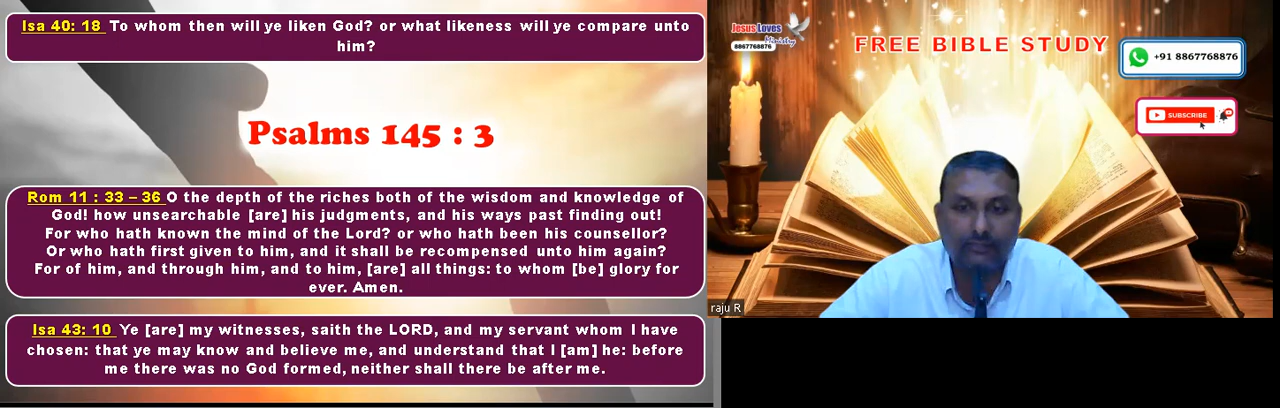 Isa 40: 18 To whom then will ye liken God? or what likeness will ye compare unto
him?
Psalms 145 : 3
Rom 11 : 33 – 36 O the depth of the riches both of the wisdom and knowledge of
God! how unsearchable [are] his judgments, and his ways past finding out!
For who hath known the mind of the Lord? or who hath been his counsellor?
Or who hath first given to him, and it shall be recompensed unto him again?
For of him, and through him, and to him, [are] all things: to whom [be] glory for
ever. Amen.
Isa 43: 10 Ye [are] my witnesses, saith the LORD, and my servant whom I have
chosen: that ye may know and believe me, and understand that I [am] he: before
me there was no God formed, neither shall there be after me.
Jesus Loves
Ministry
8867768876
FREE BIBLE STUDY
+91 8867768876
SUBSCRIBE
raju R